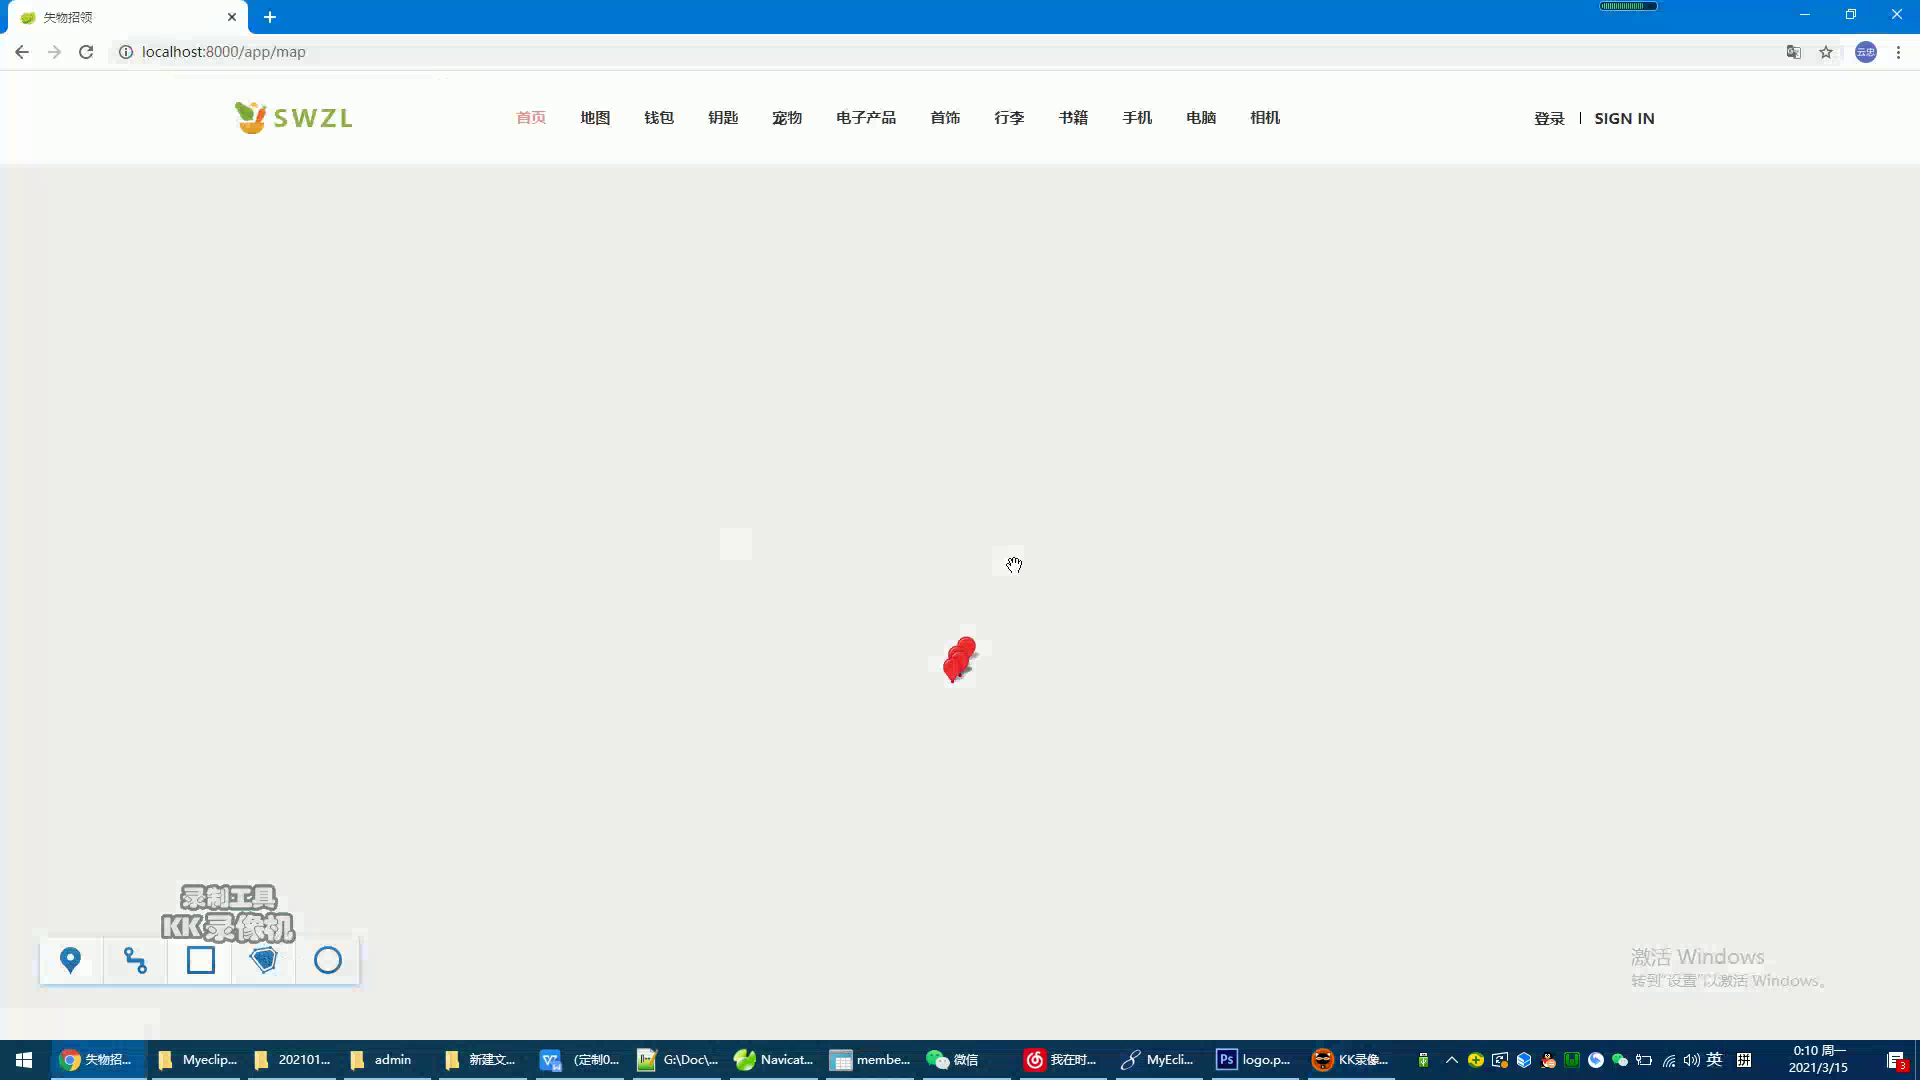 失物招领
localhost:8000/app/map
云忠
SWZL
首页 地图 钱包 钥匙 宠物 电子产品 首饰 行李 书籍 手机 电脑 相机
登录 | SIGN IN
录制工具
KK录像机
激活 Windows
转到“设置”以激活 Windows。
失物招... Myeclip... 202101... admin 新建文... (定制0... G:\Doc\... Navicat... membe... 微信 我在时... MyEcli... logo.p... KK录像... 英 拼
0:10 周一
2021/3/15
3